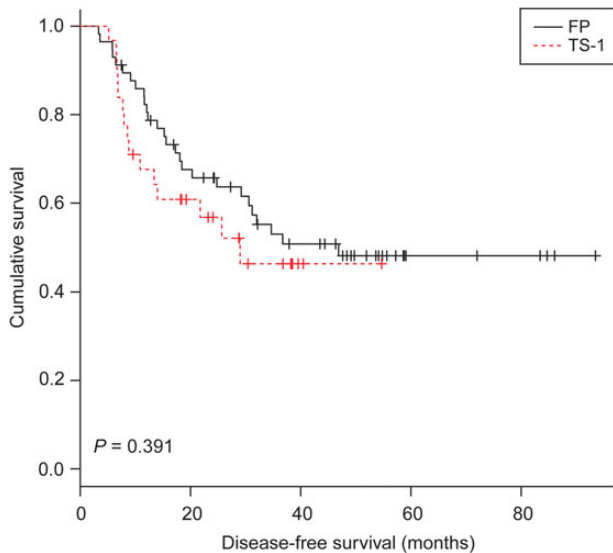 FP
TS-1
1.0
0.8
0.6
0.4
0.2
0.0
Cumulative survival
P = 0.391
0 20 40 60 80
Disease-free survival (months)